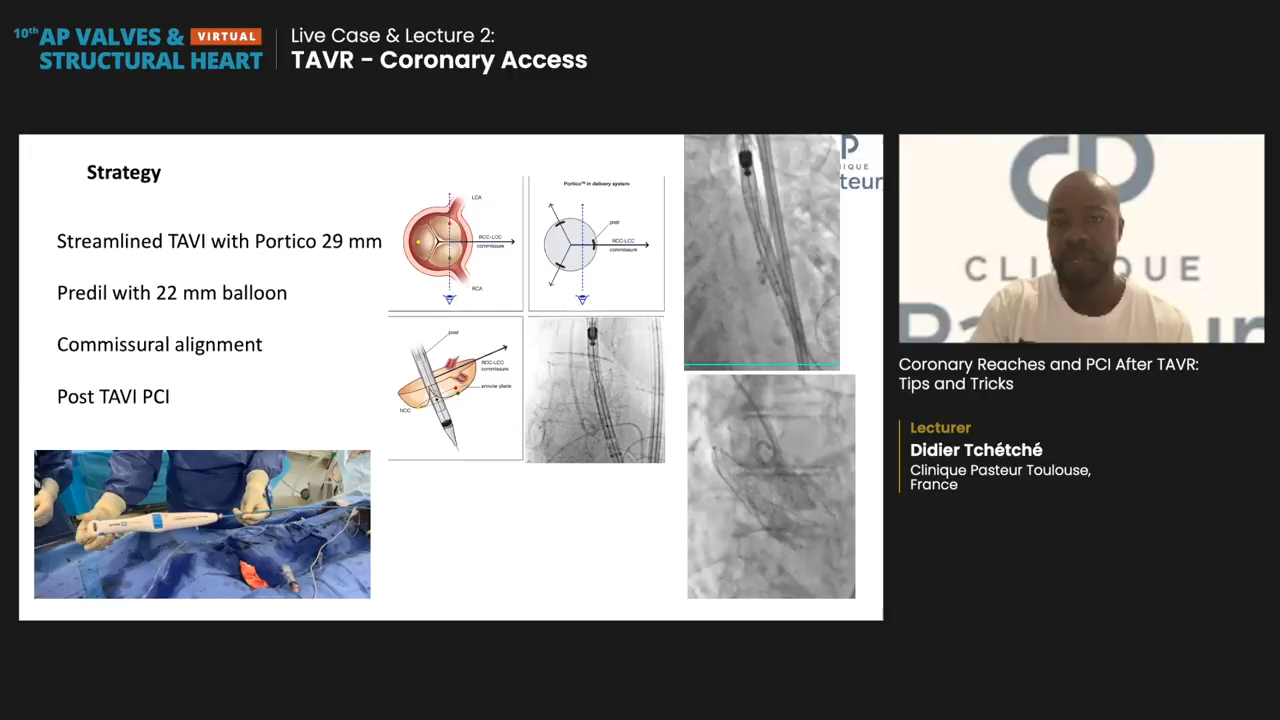 10th AP VALVES & VIRTUAL
STRUCTURAL HEART
Live Case & Lecture 2:
TAVR - Coronary Access
Strategy
Streamlined TAVI with Portico 29 mm
Predil with 22 mm balloon
Commissural alignment
Post TAVI PCI
LCA
RCC-LCC
commissure
RCA
Portico™ in delivery system
post
RCC-LCC
commissure
post
RCC-LCC
commissure
annular plane
NCC
IQUE
teur
CLINIQUE
Coronary Reaches and PCI After TAVR:
Tips and Tricks
Lecturer
Didier Tchétché
Clinique Pasteur Toulouse,
France